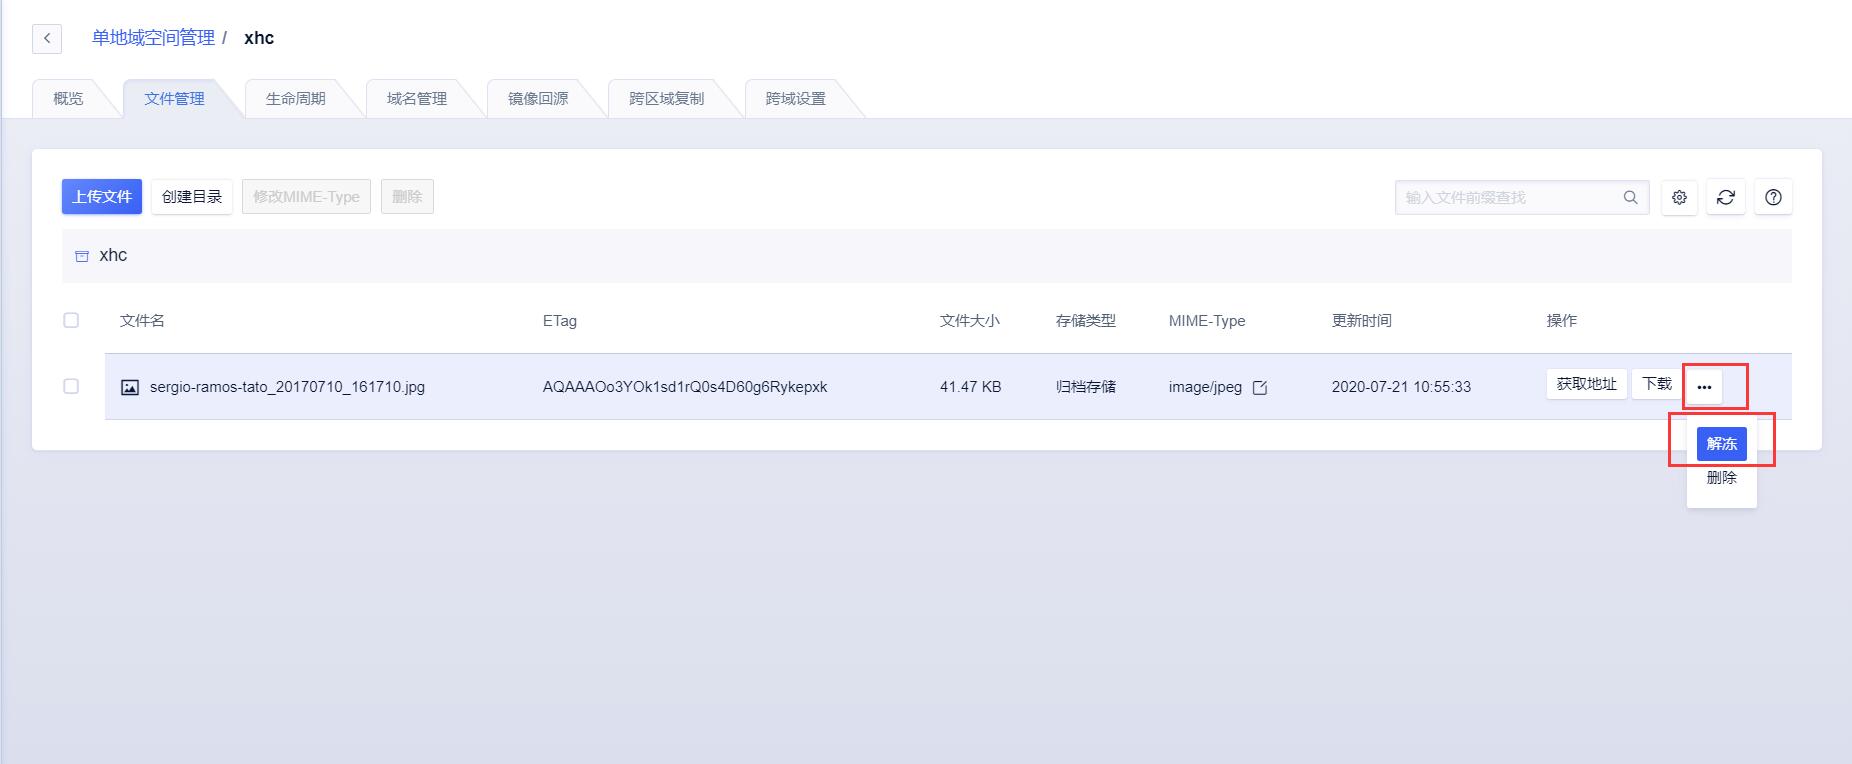 单地域空间管理 / xhc
概览 文件管理 生命周期 域名管理 镜像回源 跨区域复制 跨域设置
上传文件 创建目录 修改MIME-Type 删除 输入文件前缀查找
xhc
文件名 ETag 文件大小 存储类型 MIME-Type 更新时间 操作
sergio-ramos-tato_20170710_161710.jpg AQAAAOo3YOk1sd1rQ0s4D60g6Rykepxk 41.47 KB 归档存储 image/jpeg 2020-07-21 10:55:33 获取地址 下载 •••
解冻
删除